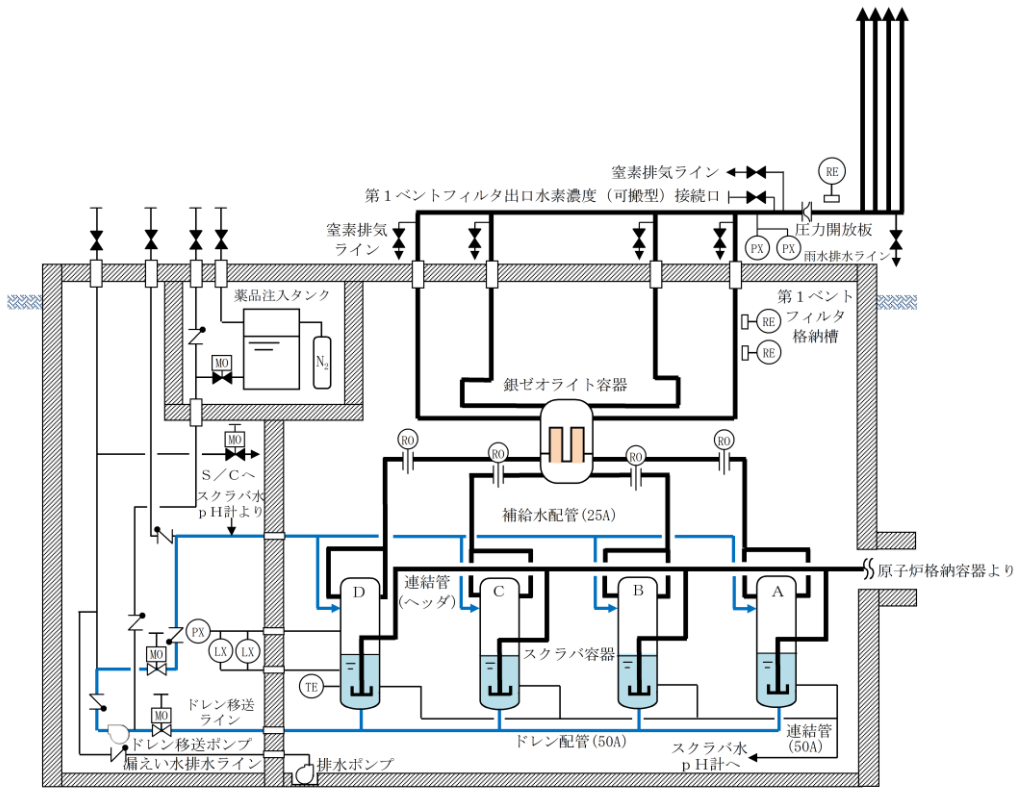 窒素排気ライン
RE
第１ベントフィルタ出口水素濃度（可搬型）接続口
窒素排気
ライン
圧力開放板
PX
PX
雨水排水ライン
薬品注入タンク
N₂
MO
第１ベント
フィルタ
格納槽
RE
RE
銀ゼオライト容器
RO
RO
RO
RO
MO
Ｓ／Ｃへ
スクラバ水
ｐＨ計より
補給水配管(25A)
原子炉格納容器より
連結管
(ヘッダ)
D
C
B
A
PX
LX
LX
MO
スクラバ容器
TE
ドレン移送
ライン
MO
ドレン移送ポンプ
漏えい水排水ライン
排水ポンプ
ドレン配管(50A)
連結管
(50A)
スクラバ水
ｐＨ計へ